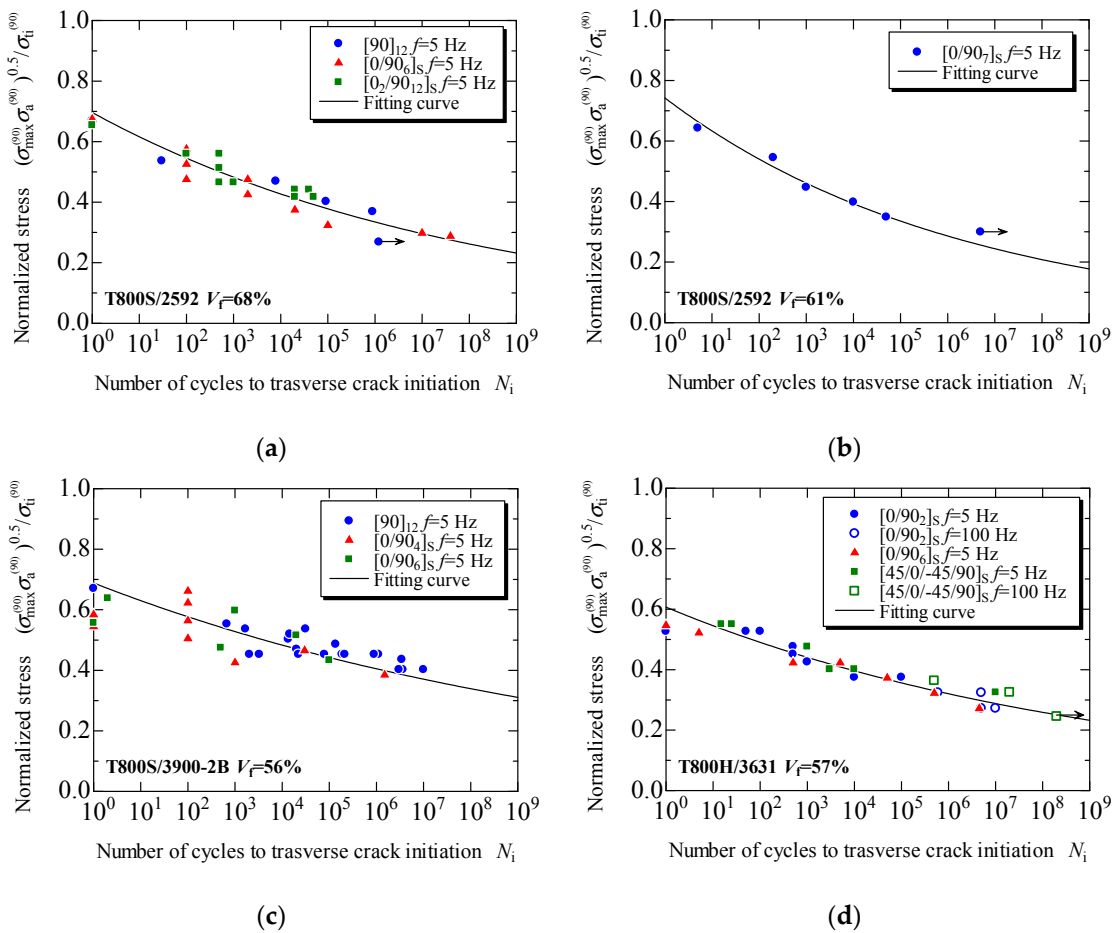 (a)
Normalized stress (σmax(90)σa(90))0.5/σti(90)
1.0
0.8
0.6
0.4
0.2
0.0
[90]12 f=5 Hz
[0/906]S f=5 Hz
[02/9012]S f=5 Hz
Fitting curve
T800S/2592 Vf=68%
100 101 102 103 104 105 106 107 108 109
Number of cycles to trasverse crack initiation Ni
(a)
Normalized stress (σmax(90)σa(90))0.5/σti(90)
1.0
0.8
0.6
0.4
0.2
0.0
[0/907]S f=5 Hz
Fitting curve
T800S/2592 Vf=61%
100 101 102 103 104 105 106 107 108 109
Number of cycles to trasverse crack initiation Ni
(b)
Normalized stress (σmax(90)σa(90))0.5/σti(90)
1.0
0.8
0.6
0.4
0.2
0.0
[90]12 f=5 Hz
[0/904]S f=5 Hz
[0/906]S f=5 Hz
Fitting curve
T800S/3900-2B Vf=56%
100 101 102 103 104 105 106 107 108 109
Number of cycles to trasverse crack initiation Ni
(c)
Normalized stress (σmax(90)σa(90))0.5/σti(90)
1.0
0.8
0.6
0.4
0.2
0.0
[0/902]S f=5 Hz
[0/902]S f=100 Hz
[0/906]S f=5 Hz
[45/0/-45/90]S f=5 Hz
[45/0/-45/90]S f=100 Hz
Fitting curve
T800H/3631 Vf=57%
100 101 102 103 104 105 106 107 108 109
Number of cycles to trasverse crack initiation Ni
(d)